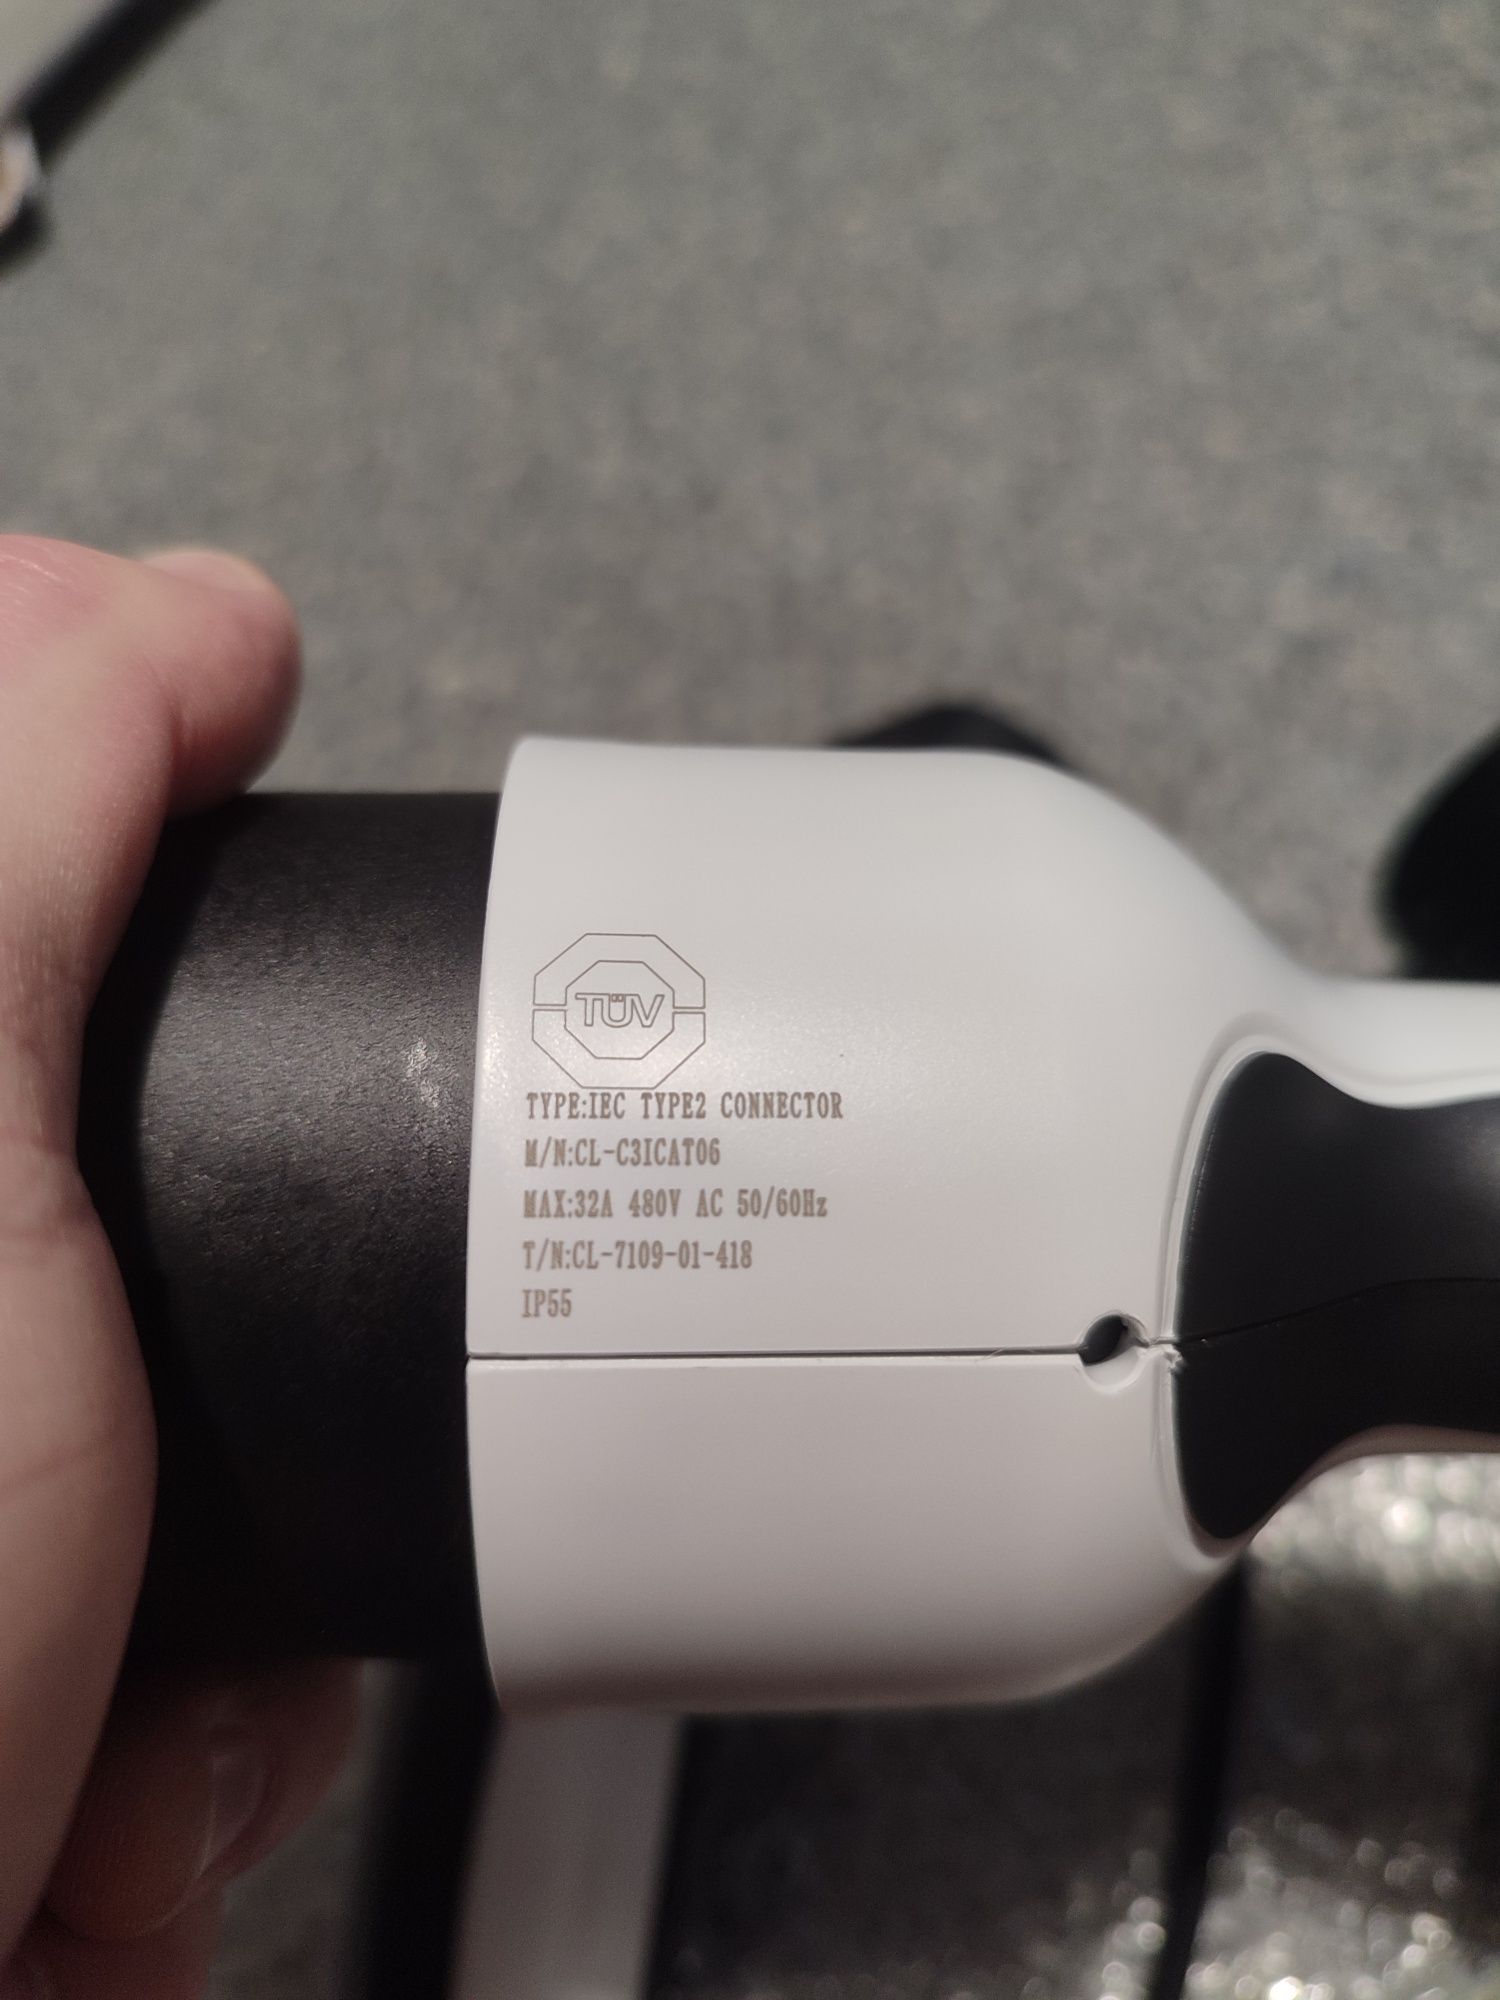 TÜV
TYPE:IEC TYPE2 CONNECTOR
M/N:CL-C3ICAT06
MAX:32A 480V AC 50/60Hz
T/N:CL-7109-01-418
IP55